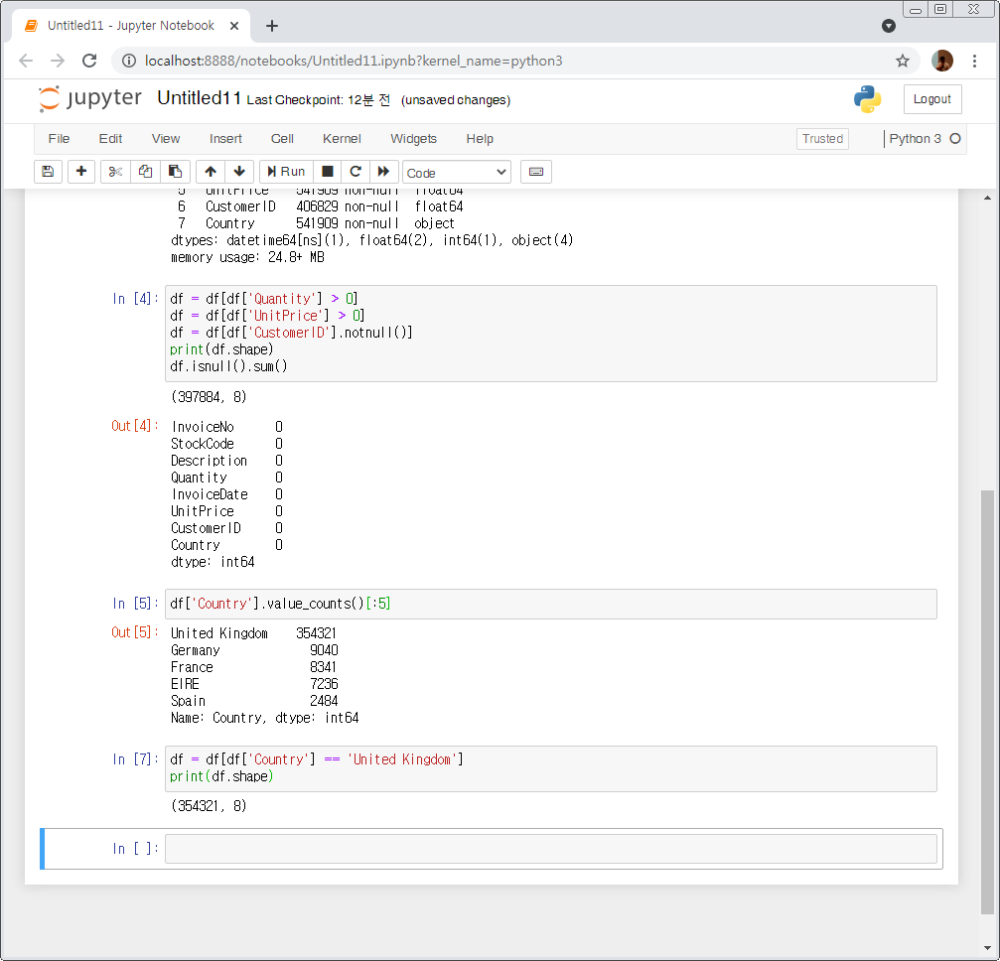 Untitled11 - Jupyter Notebook
localhost:8888/notebooks/Untitled11.ipynb?kernel_name=python3
jupyter Untitled11 Last Checkpoint: 12분 전 (unsaved changes)
Logout
File Edit View Insert Cell Kernel Widgets Help Trusted Python 3
Run Code
5 UnitPrice 541909 non-null float64
6 CustomerID 406829 non-null float64
7 Country 541909 non-null object
dtypes: datetime64[ns](1), float64(2), int64(1), object(4)
memory usage: 24.8+ MB
In [4]: df = df[df['Quantity'] > 0]
df = df[df['UnitPrice'] > 0]
df = df[df['CustomerID'].notnull()]
print(df.shape)
df.isnull().sum()
(397884, 8)
Out[4]: InvoiceNo 0
StockCode 0
Description 0
Quantity 0
InvoiceDate 0
UnitPrice 0
CustomerID 0
Country 0
dtype: int64
In [5]: df['Country'].value_counts()[:5]
Out[5]: United Kingdom 354321
Germany 9040
France 8341
EIRE 7236
Spain 2484
Name: Country, dtype: int64
In [7]: df = df[df['Country'] == 'United Kingdom']
print(df.shape)
(354321, 8)
In [ ]: